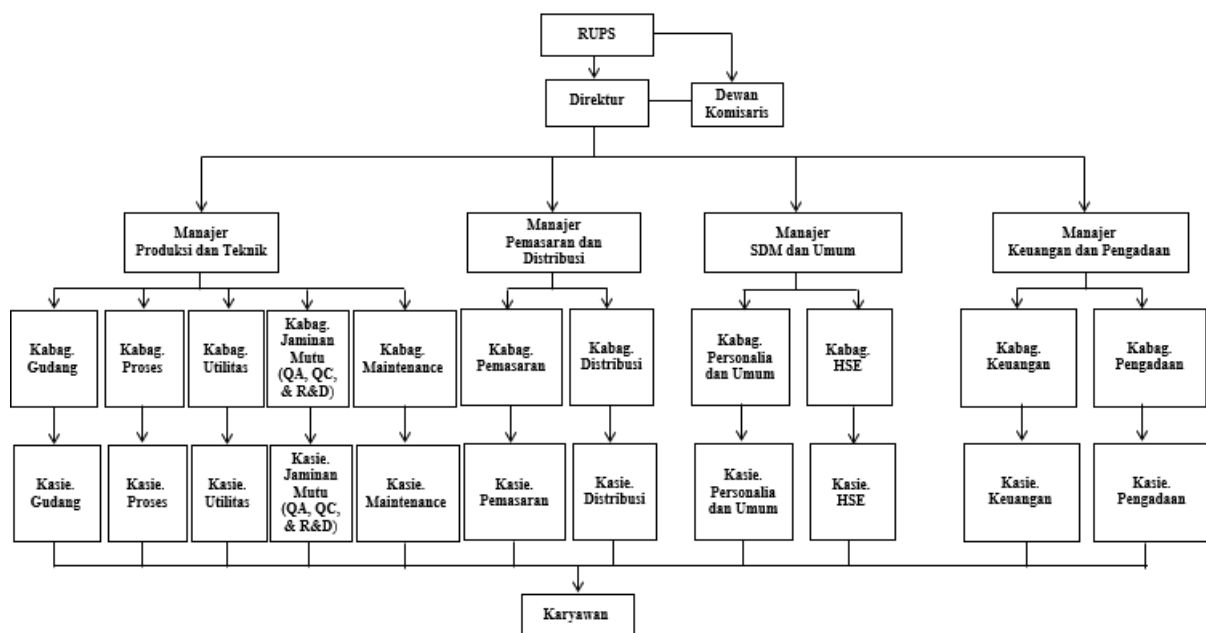 RUPS
Direktur
Dewan
Komisaris
Manajer
Produksi dan Teknik
Manajer
Pemasaran dan
Distribusi
Manajer
SDM dan Umum
Manajer
Keuangan dan Pengadaan
Kabag.
Gudang
Kabag.
Proses
Kabag.
Utilitas
Kabag.
Jaminan
Mutu
(QA, QC,
& R&D)
Kabag.
Maintenance
Kabag.
Pemasaran
Kabag.
Distribusi
Kabag.
Personalia
dan Umum
Kabag.
HSE
Kabag.
Keuangan
Kabag.
Pengadaan
Kasie.
Gudang
Kasie.
Proses
Kasie.
Utilitas
Kasie.
Jaminan
Mutu
(QA, QC,
& R&D)
Kasie.
Maintenance
Kasie.
Pemasaran
Kasie.
Distribusi
Kasie.
Personalia
dan Umum
Kasie.
HSE
Kasie.
Keuangan
Kasie.
Pengadaan
Karyawan